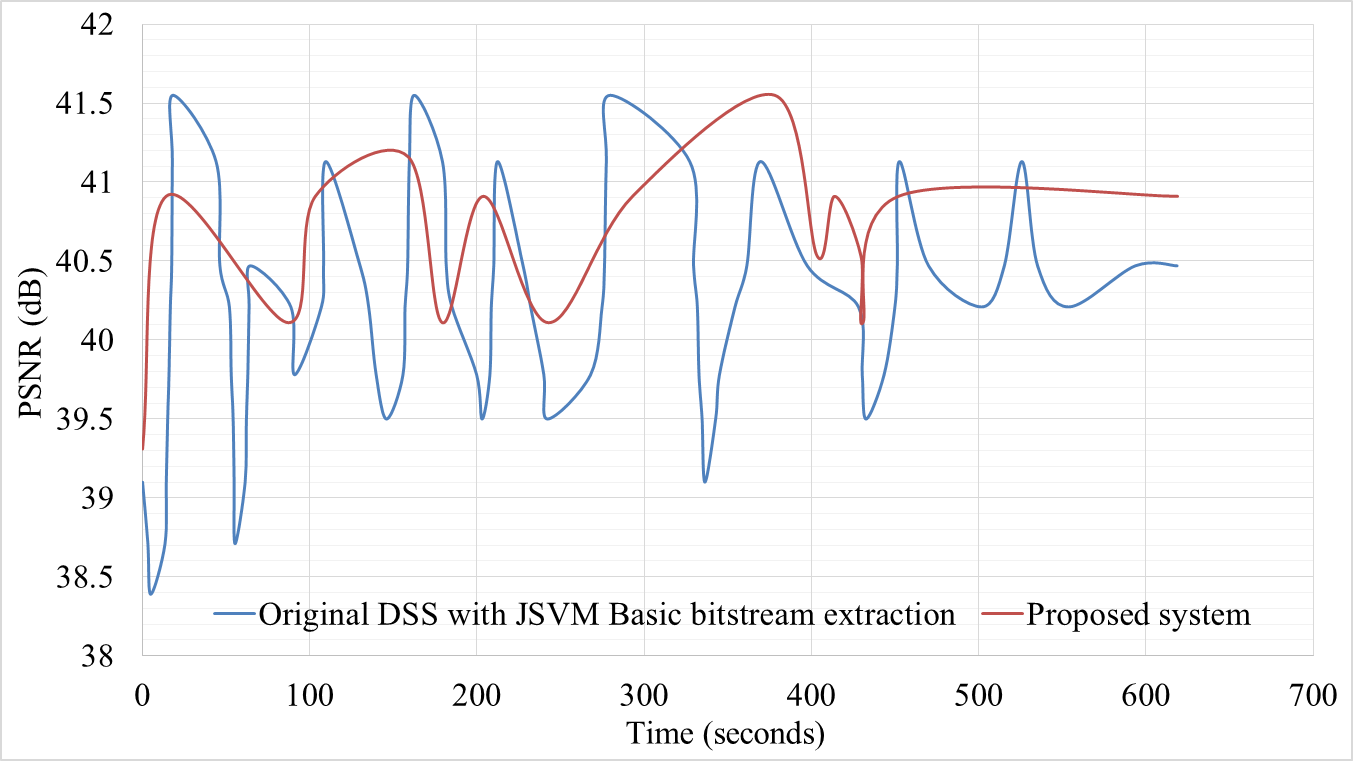 42
41.5
41
40.5
40
39.5
39
38.5
38
PSNR (dB)
Original DSS with JSVM Basic bitstream extraction
Proposed system
0 100 200 300 400 500 600 700
Time (seconds)